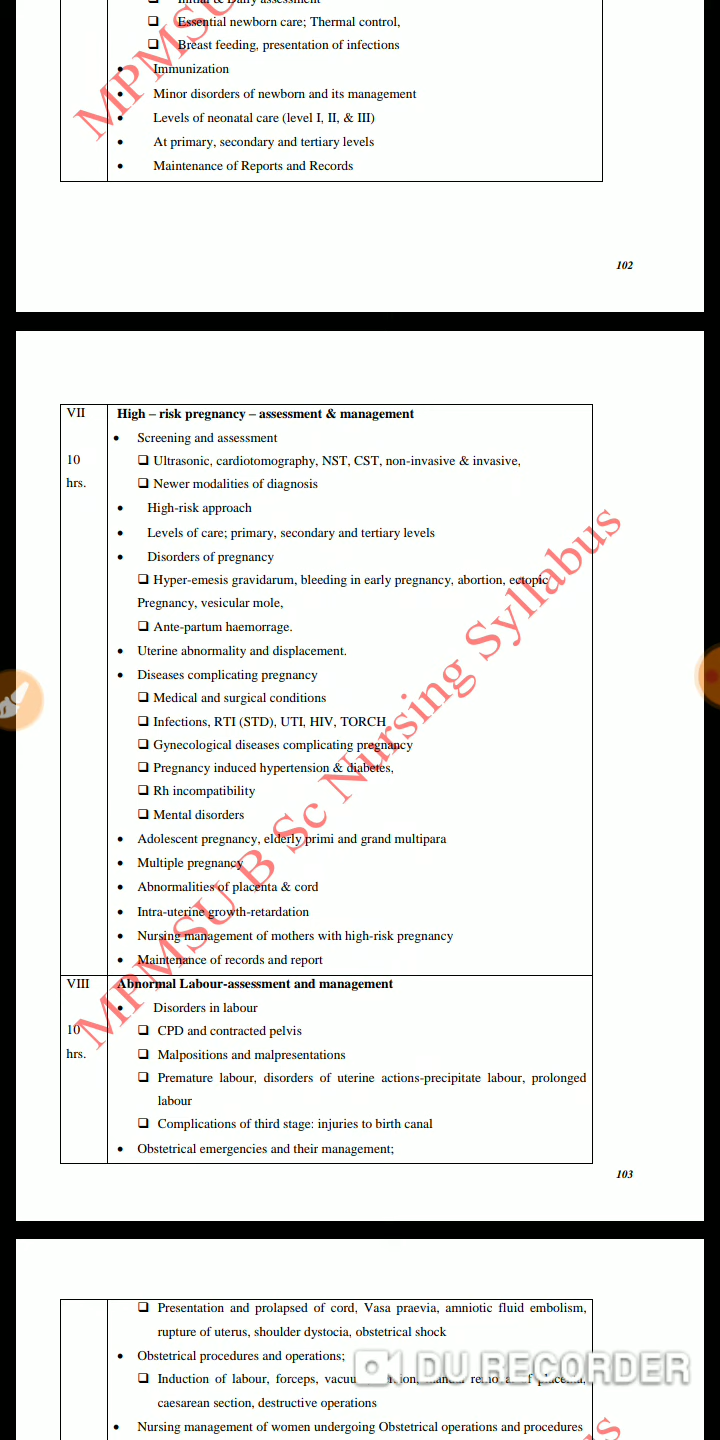 Essential newborn care; Thermal control,
Breast feeding, presentation of infections
Immunization
Minor disorders of newborn and its management
Levels of neonatal care (level I, II, & III)
At primary, secondary and tertiary levels
Maintenance of Reports and Records
MPMSU
102
VII
10
hrs.
High – risk pregnancy – assessment & management
Screening and assessment
Ultrasonic, cardiotomography, NST, CST, non-invasive & invasive,
Newer modalities of diagnosis
High-risk approach
Levels of care; primary, secondary and tertiary levels
Disorders of pregnancy
Hyper-emesis gravidarum, bleeding in early pregnancy, abortion, ectopic
Pregnancy, vesicular mole,
Ante-partum haemorrage.
Uterine abnormality and displacement.
Diseases complicating pregnancy
Medical and surgical conditions
Infections, RTI (STD), UTI, HIV, TORCH
Gynecological diseases complicating pregnancy
Pregnancy induced hypertension & diabetes,
Rh incompatibility
Mental disorders
Adolescent pregnancy, elderly primi and grand multipara
Multiple pregnancy
Abnormalities of placenta & cord
Intra-uterine growth-retardation
Nursing management of mothers with high-risk pregnancy
Maintenance of records and report
VIII
10
hrs.
Abnormal Labour-assessment and management
Disorders in labour
CPD and contracted pelvis
Malpositions and malpresentations
Premature labour, disorders of uterine actions-precipitate labour, prolonged
labour
Complications of third stage: injuries to birth canal
Obstetrical emergencies and their management;
MPMSU B Sc Nursing Syllabus
103
Presentation and prolapsed of cord, Vasa praevia, amniotic fluid embolism,
rupture of uterus, shoulder dystocia, obstetrical shock
Obstetrical procedures and operations;
Induction of labour, forceps,
caesarean section, destructive operations
Nursing management of women undergoing Obstetrical operations and procedures
DU RECORDER